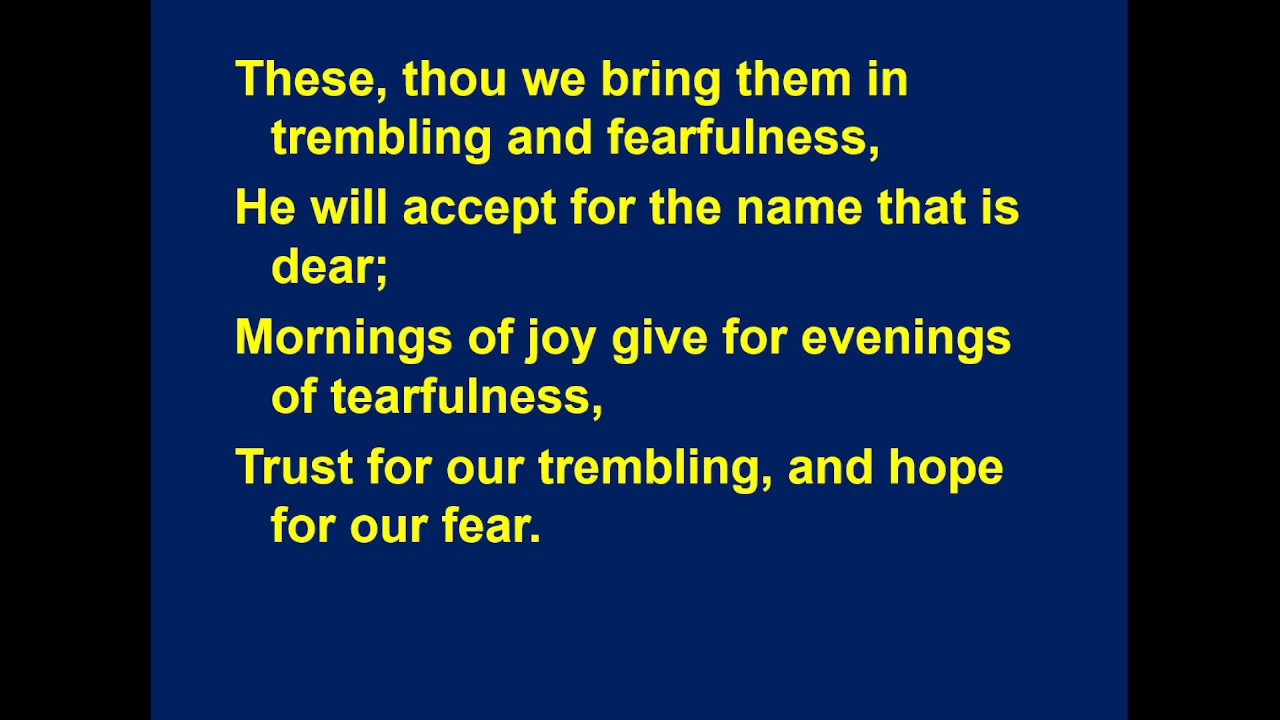 These, thou we bring them in
trembling and fearfulness,
He will accept for the name that is
dear;
Mornings of joy give for evenings
of tearfulness,
Trust for our trembling, and hope
for our fear.